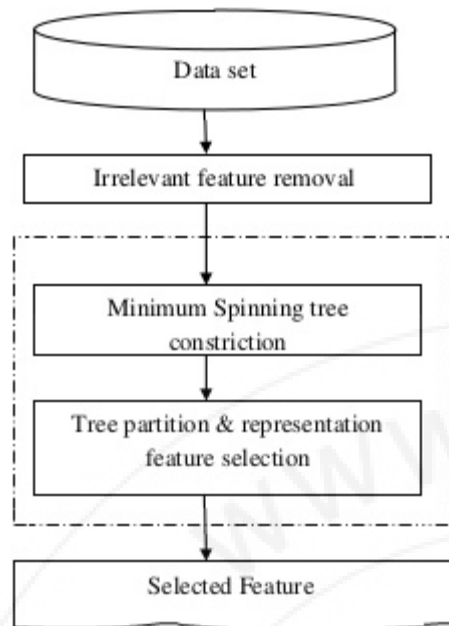 Data set
Irrelevant feature removal
Minimum Spinning tree
constriction
Tree partition & representation
feature selection
Selected Feature